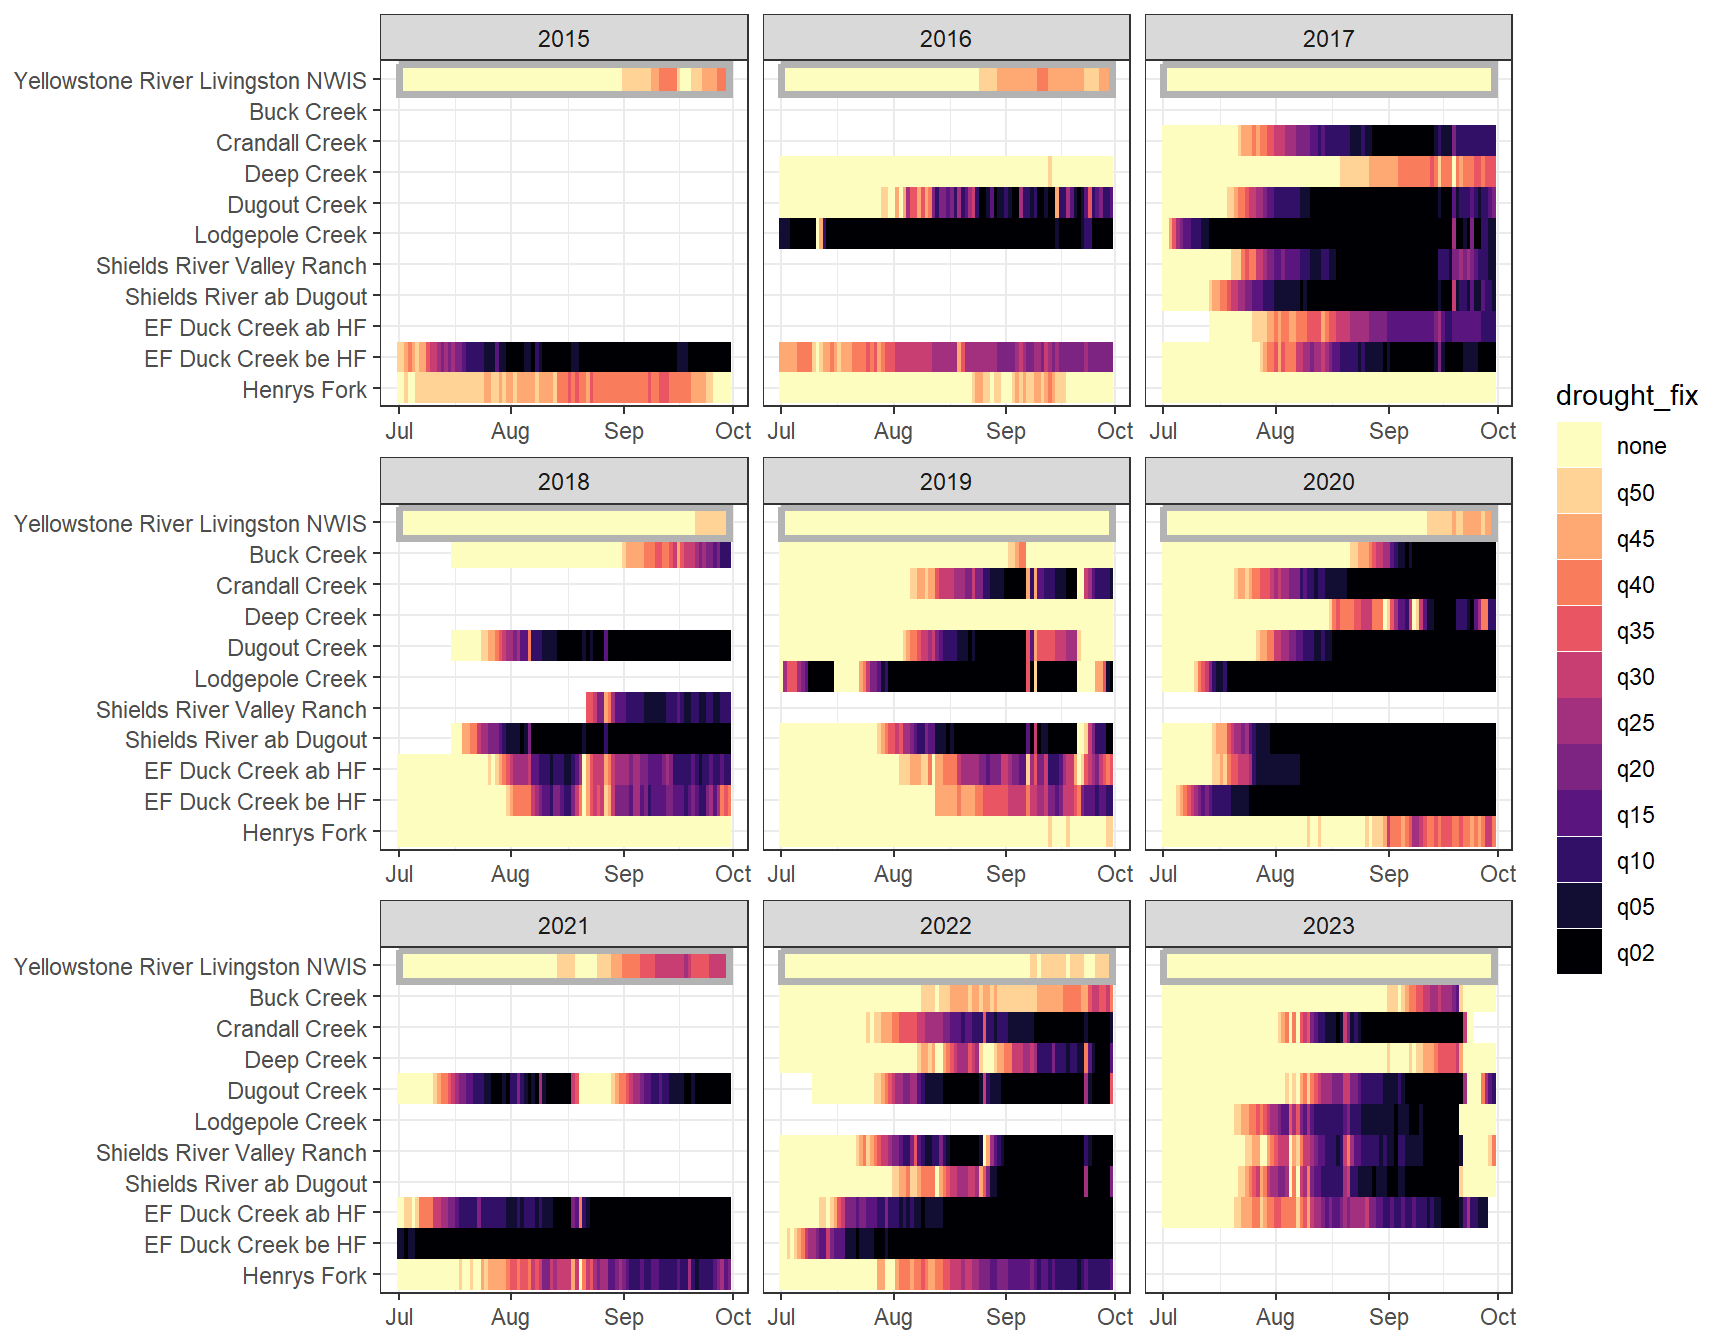 2015 2016 2017
Yellowstone River Livingston NWIS
Buck Creek
Crandall Creek
Deep Creek
Dugout Creek
Lodgepole Creek
Shields River Valley Ranch
Shields River ab Dugout
EF Duck Creek ab HF
EF Duck Creek be HF
Henrys Fork
Jul Aug Sep Oct Jul Aug Sep Oct Jul Aug Sep Oct
2018 2019 2020
Yellowstone River Livingston NWIS
Buck Creek
Crandall Creek
Deep Creek
Dugout Creek
Lodgepole Creek
Shields River Valley Ranch
Shields River ab Dugout
EF Duck Creek ab HF
EF Duck Creek be HF
Henrys Fork
Jul Aug Sep Oct Jul Aug Sep Oct Jul Aug Sep Oct
2021 2022 2023
Yellowstone River Livingston NWIS
Buck Creek
Crandall Creek
Deep Creek
Dugout Creek
Lodgepole Creek
Shields River Valley Ranch
Shields River ab Dugout
EF Duck Creek ab HF
EF Duck Creek be HF
Henrys Fork
Jul Aug Sep Oct Jul Aug Sep Oct Jul Aug Sep Oct
drought_fix
none
q50
q45
q40
q35
q30
q25
q20
q15
q10
q05
q02